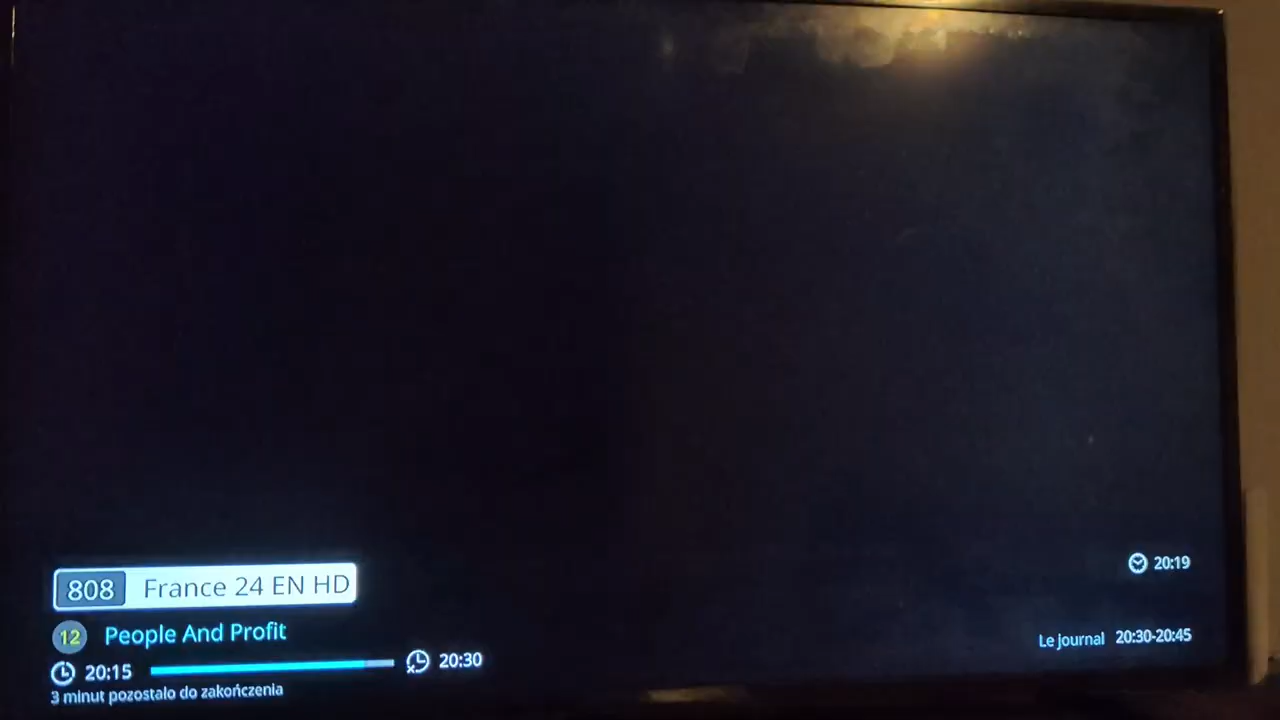 808 France 24 EN HD
20:19
12 People And Profit
Le journal 20:30-20:45
20:15 20:30
3 minut pozostało do zakończenia